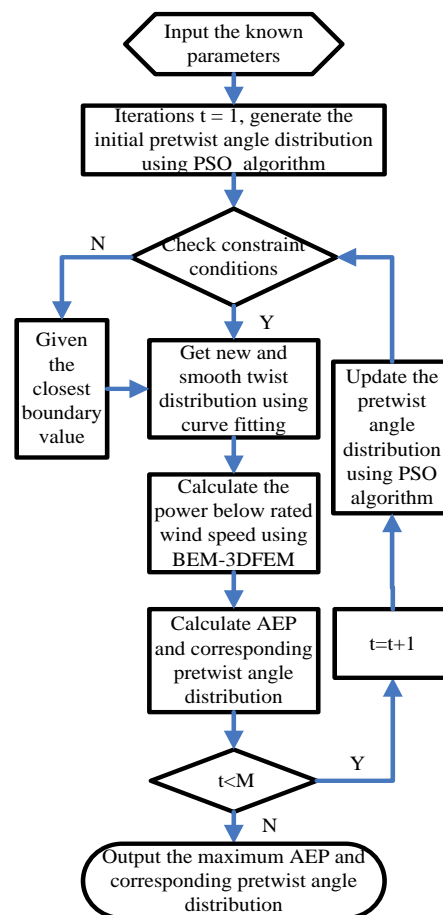 Input the known
parameters
Iterations t = 1, generate the
initial pretwist angle distribution
using PSO algorithm
N
Check constraint
conditions
Y
Given
the
closest
boundary
value
Get new and
smooth twist
distribution using
curve fitting
Update the
pretwist
angle
distribution
using PSO
algorithm
Calculate the
power below rated
wind speed using
BEM-3DFEM
Calculate AEP
and corresponding
pretwist angle
distribution
t=t+1
t<M
Y
N
Output the maximum AEP and
corresponding pretwist angle
distribution